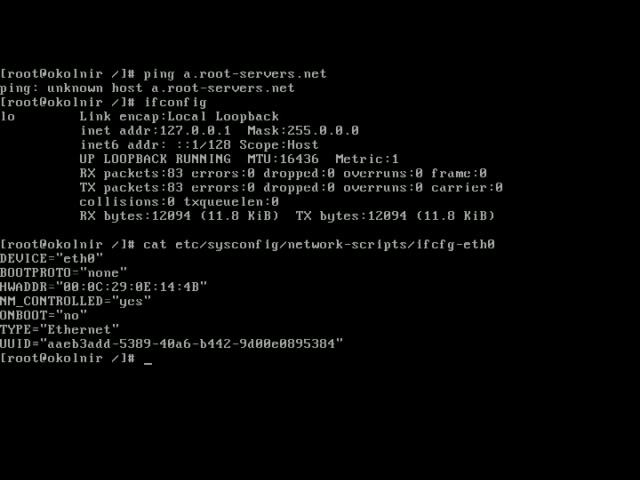 [root@okolnir /]# ping a.root-servers.net
ping: unknown host a.root-servers.net
[root@okolnir /]# ifconfig
lo        Link encap:Local Loopback
          inet addr:127.0.0.1  Mask:255.0.0.0
          inet6 addr: ::1/128 Scope:Host
          UP LOOPBACK RUNNING  MTU:16436  Metric:1
          RX packets:83 errors:0 dropped:0 overruns:0 frame:0
          TX packets:83 errors:0 dropped:0 overruns:0 carrier:0
          collisions:0 txqueuelen:0
          RX bytes:12094 (11.8 KiB)  TX bytes:12094 (11.8 KiB)

[root@okolnir /]# cat etc/sysconfig/network-scripts/ifcfg-eth0
DEVICE="eth0"
BOOTPROTO="none"
HWADDR="00:0C:29:0E:14:4B"
NM_CONTROLLED="yes"
ONBOOT="no"
TYPE="Ethernet"
UUID="aaeb3add-5389-40a6-b442-9d00e0895384"
[root@okolnir /]# _